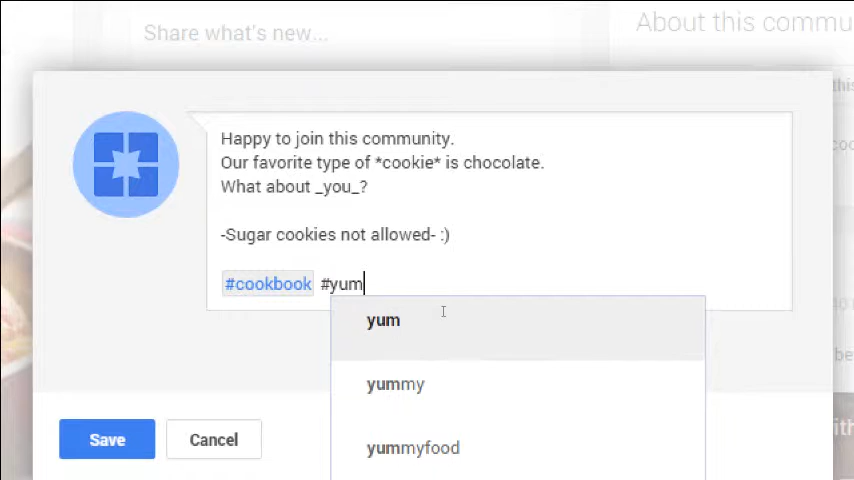 Share what's new...
About this commu
this
Happy to join this community.
Our favorite type of *cookie* is chocolate.
What about _you_?
-Sugar cookies not allowed- :)
#cookbook #yum
yum
yummy
yummyfood
Save
Cancel